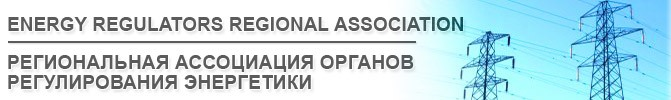 ENERGY REGULATORS REGIONAL ASSOCIATION
РЕГИОНАЛЬНАЯ АССОЦИАЦИЯ ОРГАНОВ
РЕГУЛИРОВАНИЯ ЭНЕРГЕТИКИ